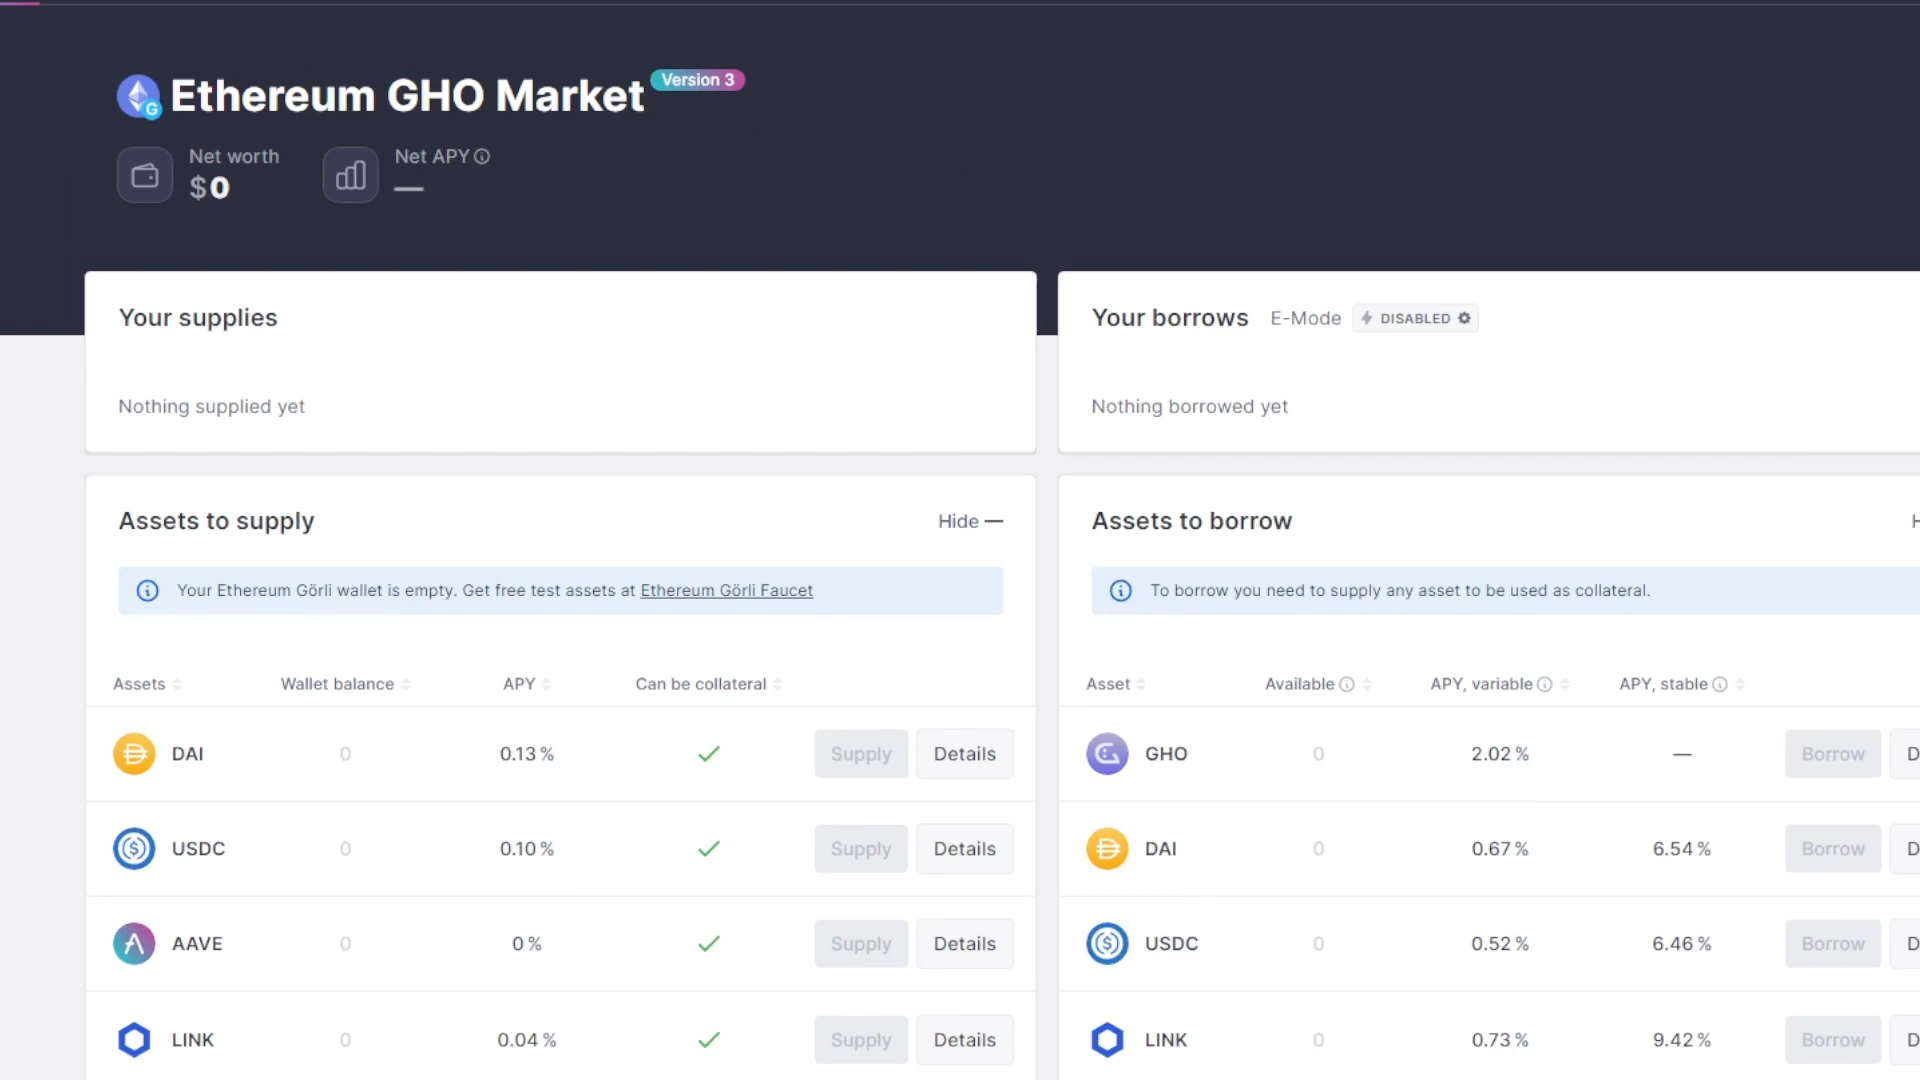 Ethereum GHO Market Version 3
Net worth
$0
Net APY
—
Your supplies
Nothing supplied yet
Your borrows E-Mode DISABLED
Nothing borrowed yet
Assets to supply Hide —
Your Ethereum Görli wallet is empty. Get free test assets at Ethereum Görli Faucet
Assets Wallet balance APY Can be collateral
DAI 0 0.13 % Supply Details
USDC 0 0.10 % Supply Details
AAVE 0 0 % Supply Details
LINK 0 0.04 % Supply Details
Assets to borrow
To borrow you need to supply any asset to be used as collateral.
Asset Available APY, variable APY, stable
GHO 0 2.02 % — Borrow
DAI 0 0.67 % 6.54 % Borrow
USDC 0 0.52 % 6.46 % Borrow
LINK 0 0.73 % 9.42 % Borrow